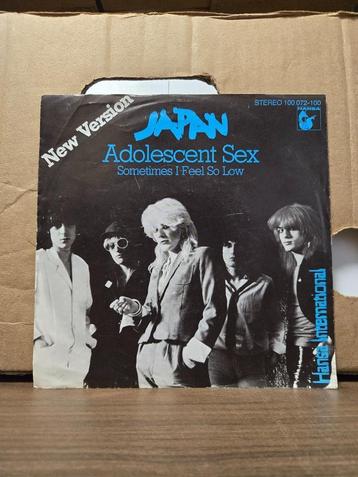 STEREO 100 072-100
HANSA
New Version
JAPAN
Adolescent Sex
Sometimes I Feel So Low
Hansa International